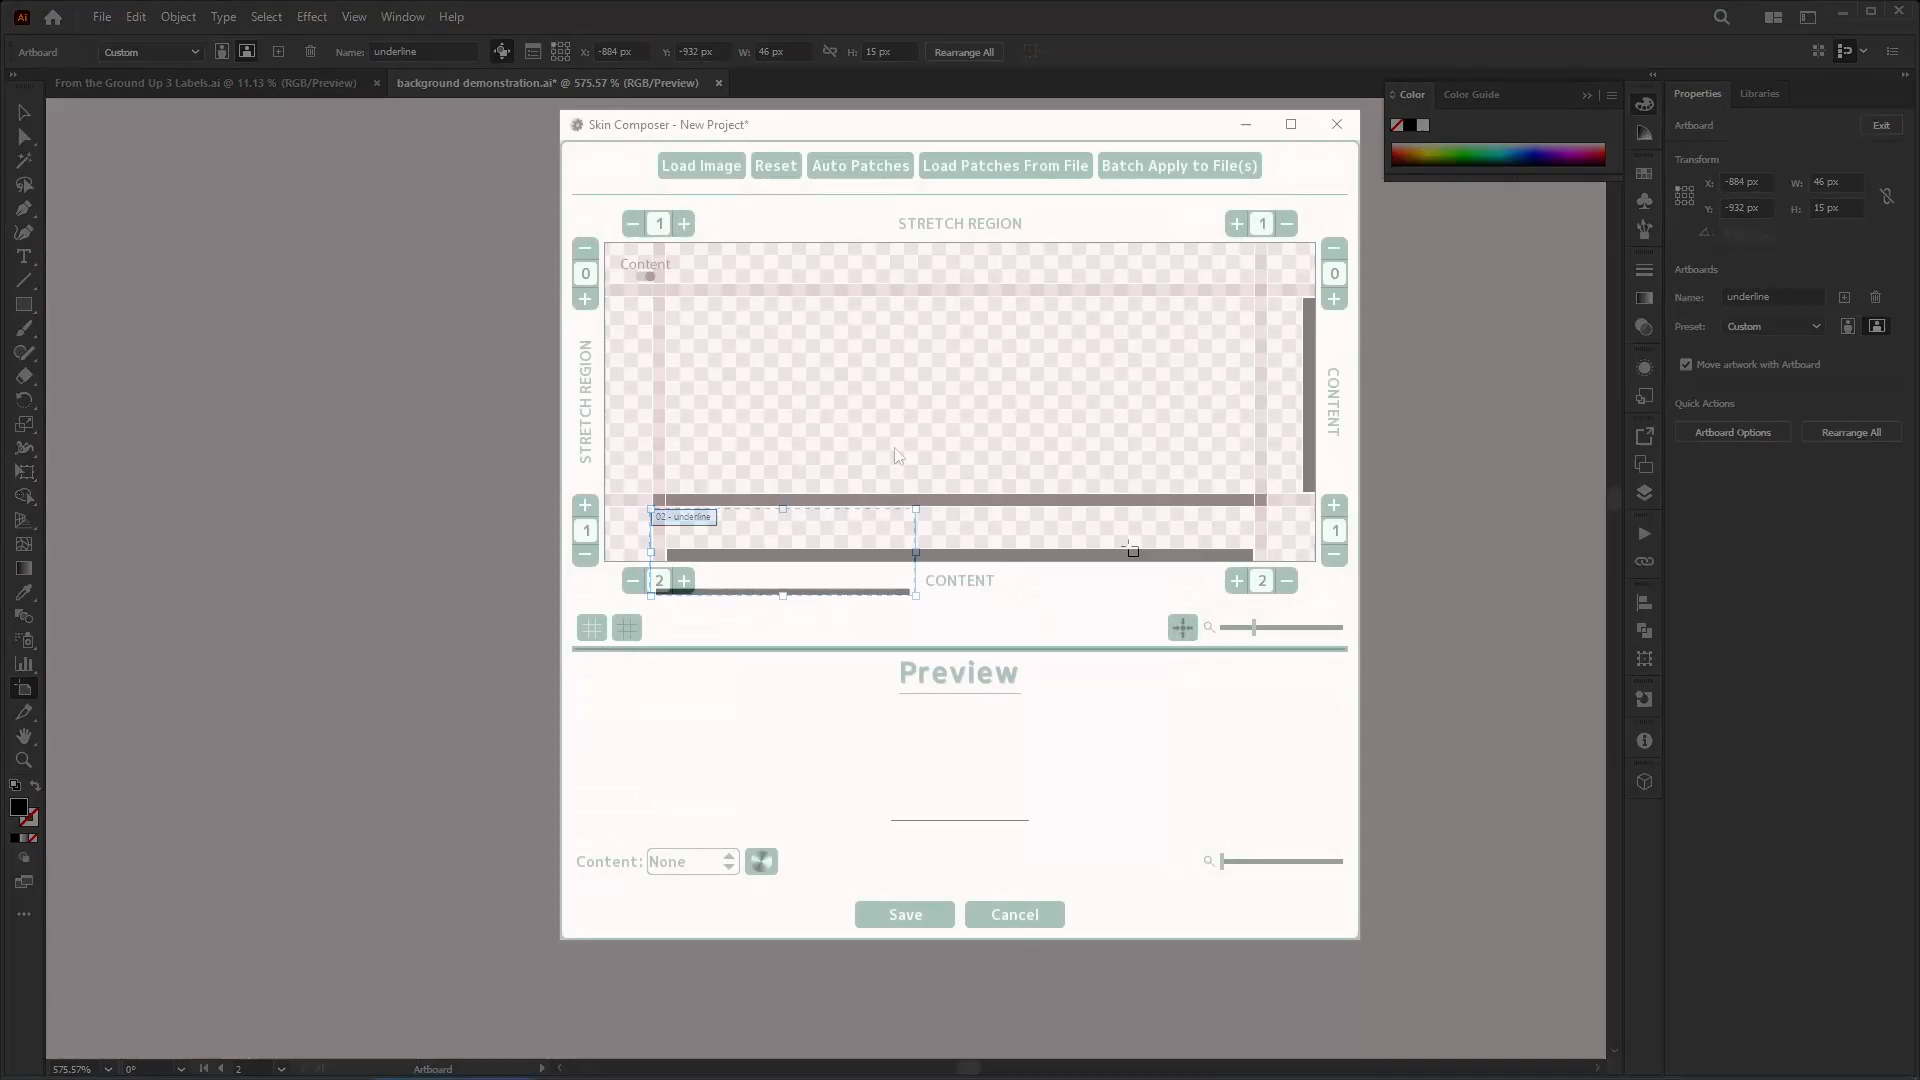 Ai File Edit Object Type Select Effect View Window Help
Artboard Custom Name: underline X: -884 px Y: -932 px W: 46 px H: 15 px Rearrange All
From the Ground Up 3 Labels.ai @ 11.13 % (RGB/Preview) × background demonstration.ai* @ 575.57 % (RGB/Preview) ×
Color Color Guide
Properties Libraries
Artboard Exit
Transform
X: -884 px W: 46 px
Y: -932 px H: 15 px
Artboards
Name: underline
Preset: Custom
Move artwork with Artboard
Quick Actions
Artboard Options Rearrange All
Skin Composer - New Project*
Load Image Reset Auto Patches Load Patches From File Batch Apply to File(s)
1 STRETCH REGION 1
0 Content 0
STRETCH REGION
CONTENT
02 - underline
1 1
2 CONTENT 2
Preview
Content: None
Save Cancel
575.57% 0° 2 Artboard